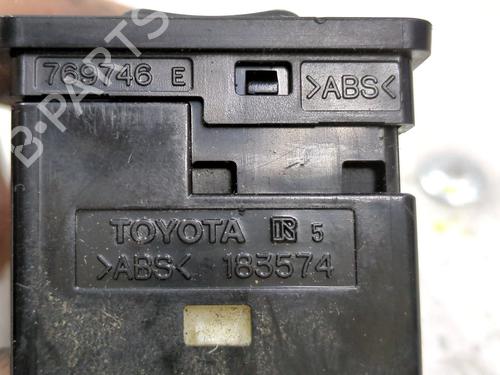 769746 E >ABS<
B-PARTS
TOYOTA R 5
>ABS< 183574